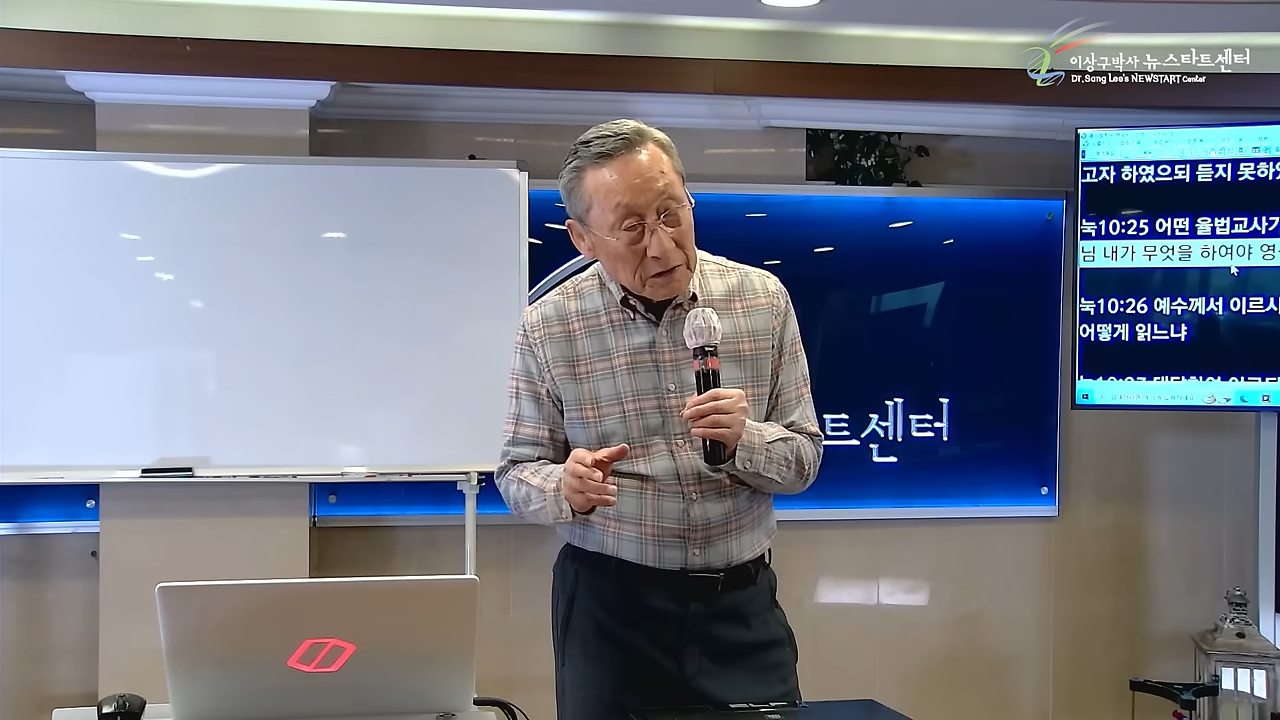 이상구박사 뉴스타트센터
Dr. Sang Lee's NEWSTART Center
고자 하였으되 듣지 못하였
눅10:25 어떤 율법교사가
님 내가 무엇을 하여야 영
눅10:26 예수께서 이르시
어떻게 읽느냐
트센터